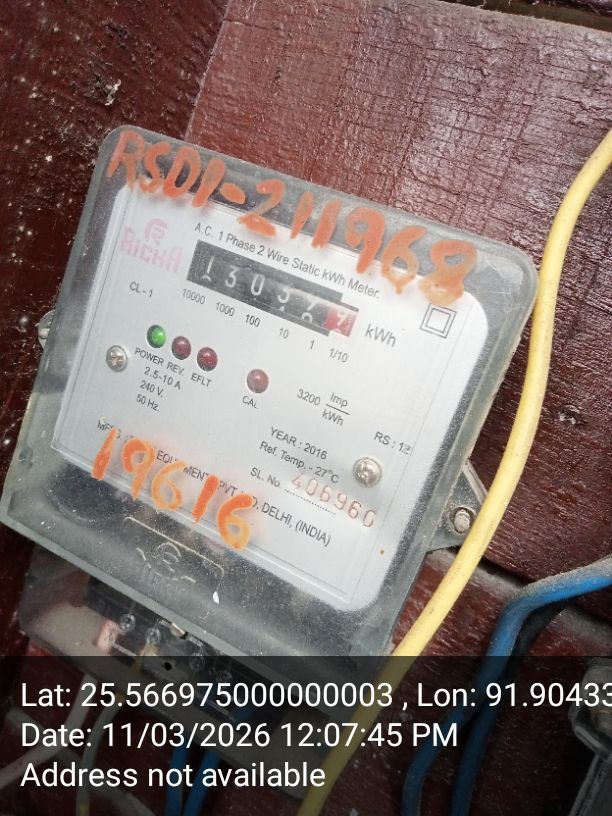 RSDI-211968
RICHA
A.C. 1 Phase 2 Wire Static kWh Meter.
1303
kWh
CL-1 10000 1000 100 10 1 1/10
POWER REV. EFLT
CAL.
2.5-10 A
240 V.
50 Hz.
3200 Imp/kWh
RS : 12
YEAR : 2016
Ref. Temp. - 27°C
SL. No. 406960
19616
PVT DELHI, (INDIA)
Lat: 25.566975000000003 , Lon: 91.90433
Date: 11/03/2026 12:07:45 PM
Address not available